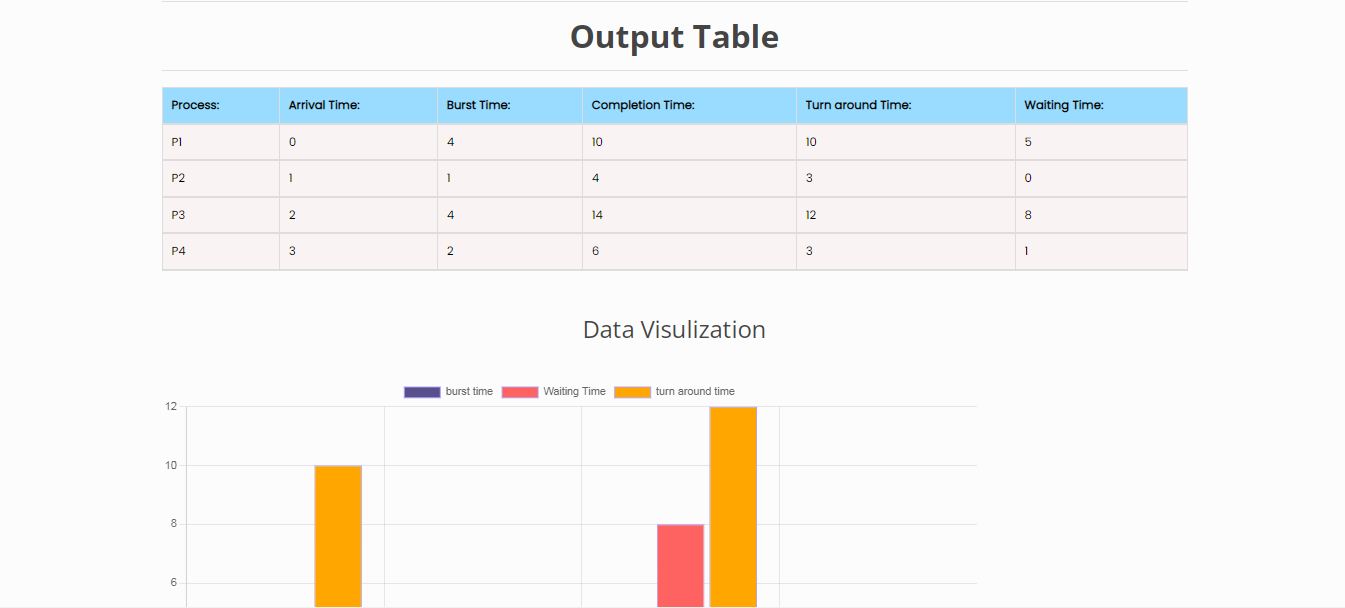 Output Table
Process: Arrival Time: Burst Time: Completion Time: Turn around Time: Waiting Time:
P1 0 4 10 10 5
P2 1 1 4 3 0
P3 2 4 14 12 8
P4 3 2 6 3 1
Data Visulization
burst time Waiting Time turn around time
12
10
8
6